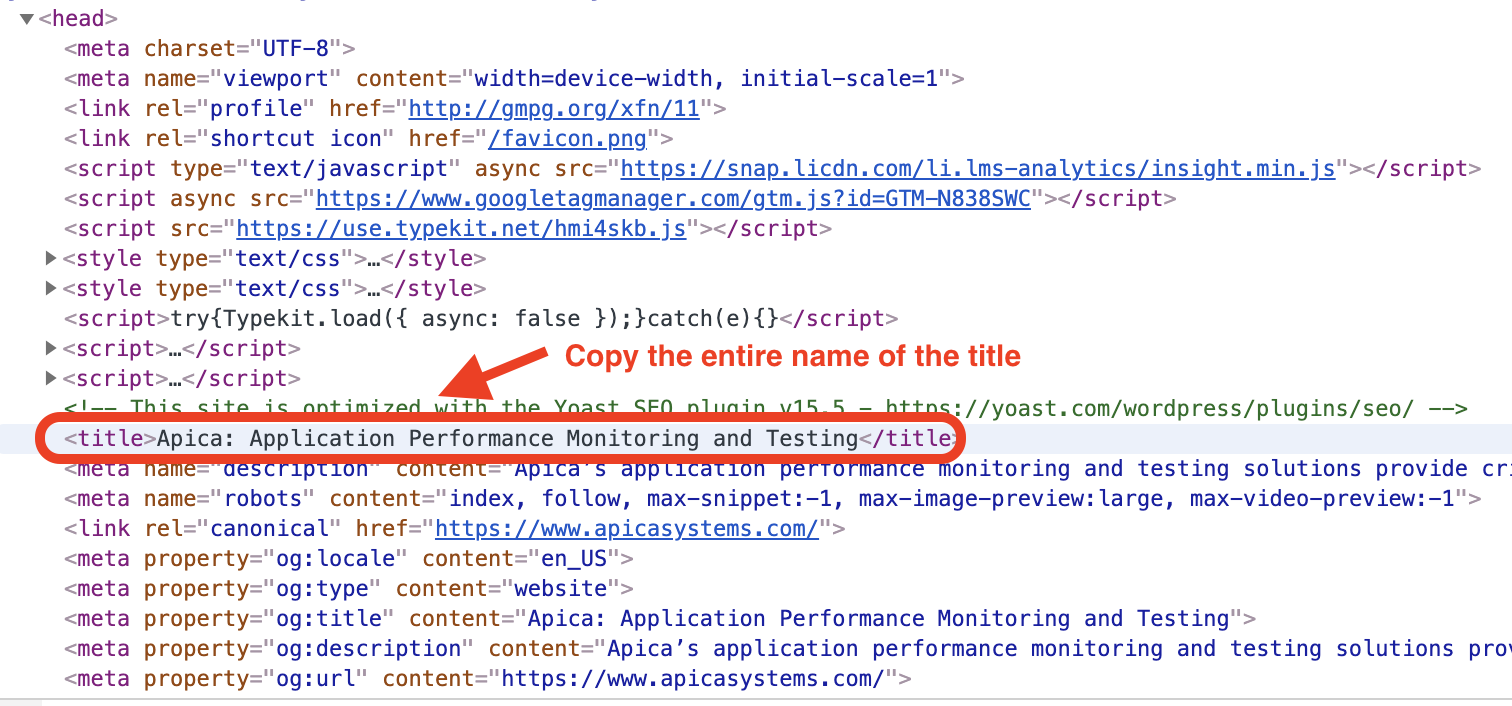 <head>
<meta charset="UTF-8">
<meta name="viewport" content="width=device-width, initial-scale=1">
<link rel="profile" href="http://gmpg.org/xfn/11">
<link rel="shortcut icon" href="/favicon.png">
<script type="text/javascript" async src="https://snap.licdn.com/li.lms-analytics/insight.min.js"></script>
<script async src="https://www.googletagmanager.com/gtm.js?id=GTM-N838SWC"></script>
<script src="https://use.typekit.net/hmi4skb.js"></script>
<style type="text/css">…</style>
<style type="text/css">…</style>
<script>try{Typekit.load({ async: false });}catch(e){}</script>
<script>…</script>
Copy the entire name of the title
<script>…</script>
<!-- This site is optimized with the Yoast SEO plugin v15.5 - https://yoast.com/wordpress/plugins/seo/ -->
<title>Apica: Application Performance Monitoring and Testing</title>
<meta name="description" content="Apica's application performance monitoring and testing solutions provide
<meta name="robots" content="index, follow, max-snippet:-1, max-image-preview:large, max-video-preview:-1">
<link rel="canonical" href="https://www.apicasystems.com/">
<meta property="og:locale" content="en_US">
<meta property="og:type" content="website">
<meta property="og:title" content="Apica: Application Performance Monitoring and Testing">
<meta property="og:description" content="Apica’s application performance monitoring and testing solutions
<meta property="og:url" content="https://www.apicasystems.com/">